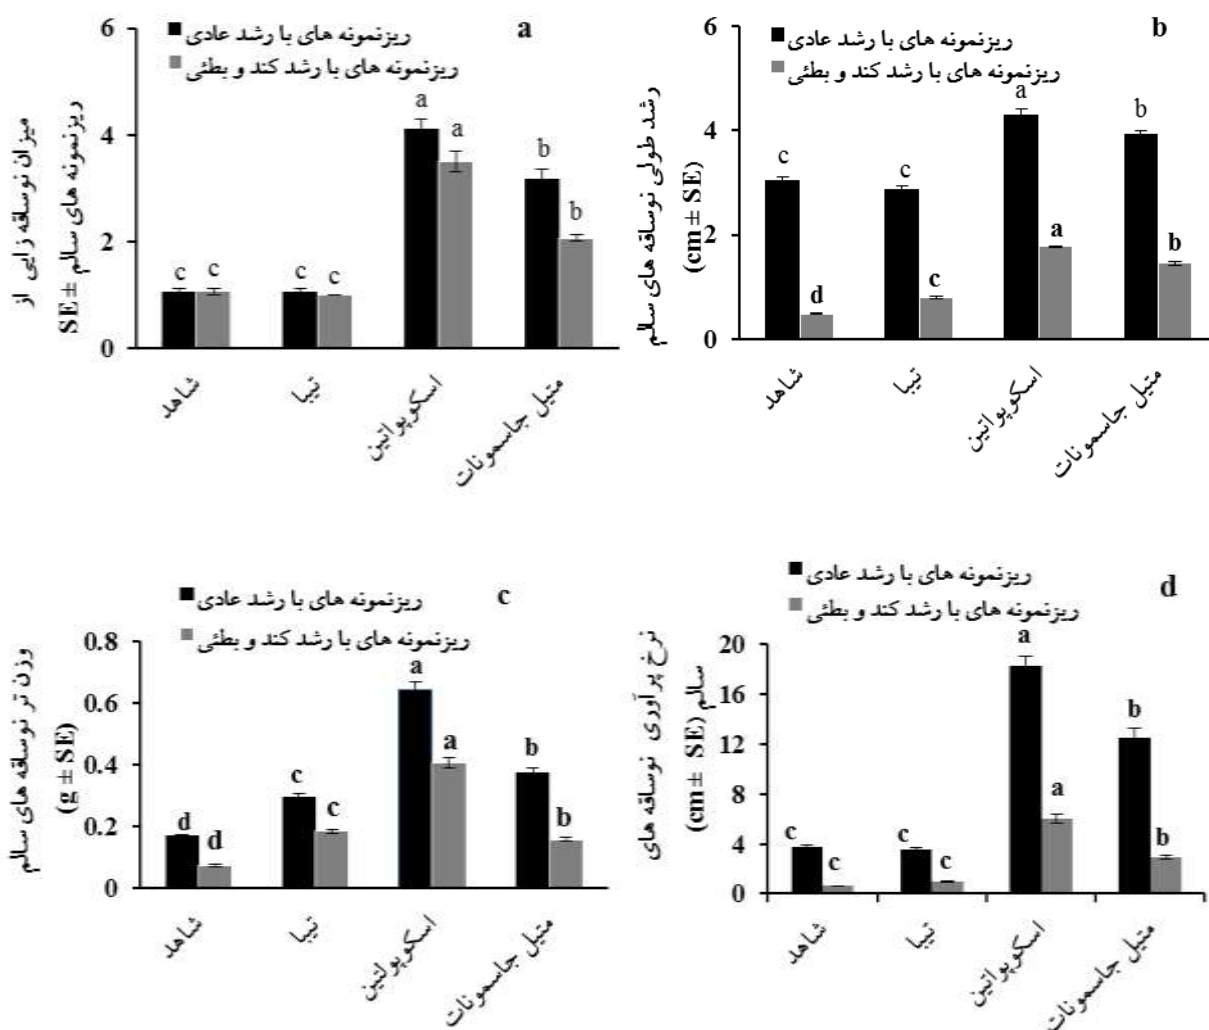 a
ریزنمونه های با رشد عادی
ریزنمونه های با رشد کند و بطئی
میزان نوساقه زایی از
ریزنمونه های سالم ±SE
6
4
2
0
a
a
b
b
c
c
c
c
شاهد
تیبا
اسکوپواتین
متیل جاسمونات
b
ریزنمونه های با رشد عادی
ریزنمونه های با رشد کند و بطئی
رشد طولی نوساقه های سالم
(cm ± SE)
6
4
2
0
c
d
c
c
a
a
b
b
شاهد
تیبا
اسکوپواتین
متیل جاسمونات
c
ریزنمونه های با رشد عادی
ریزنمونه های با رشد کند و بطئی
وزن تر نوساقه های سالم
(g ± SE)
0.8
0.6
0.4
0.2
0
d
d
c
c
a
a
b
b
شاهد
تیبا
اسکوپولتین
متیل جاسمونات
d
ریزنمونه های با رشد عادی
ریزنمونه های با رشد کند و بطئی
نرخ پرآوری نوساقه های
سالم (cm ± SE)
20
16
12
8
4
0
c
c
c
c
a
a
b
b
شاهد
تیبا
اسکوپواتین
متیل جاسمونات